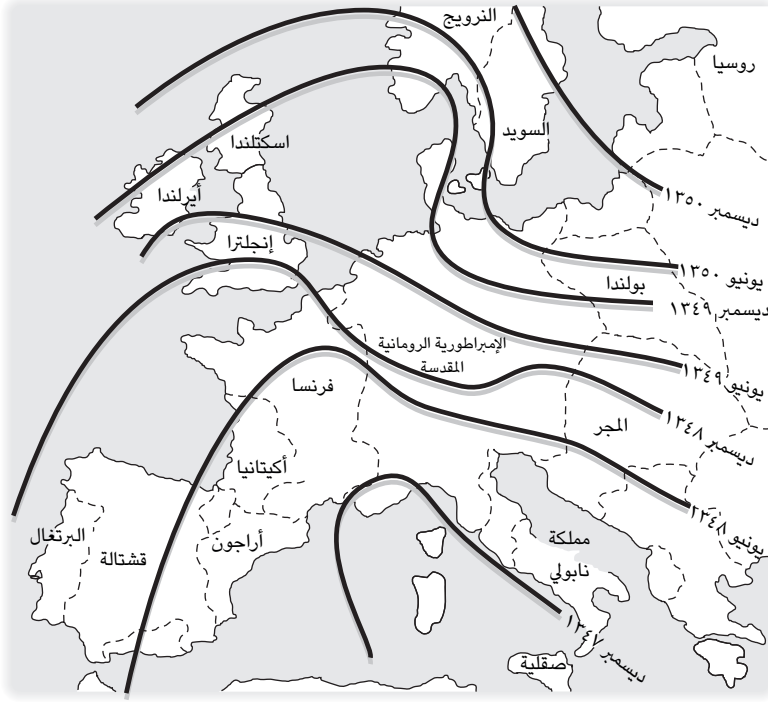 النرويج
روسيا
السويد
اسكتلندا
أيرلندا
إنجلترا
ديسمبر ١٣٥٠
يونيو ١٣٥٠
بولندا
ديسمبر ١٣٤٩
الإمبراطورية الرومانية
المقدسة
يونيو ١٣٤٩
فرنسا
ديسمبر ١٣٤٨
المجر
أكيتانيا
يونيو ١٣٤٨
البرتغال
قشتالة
أراجون
مملكة
نابولي
ديسمبر ١٣٤٧
صقلية